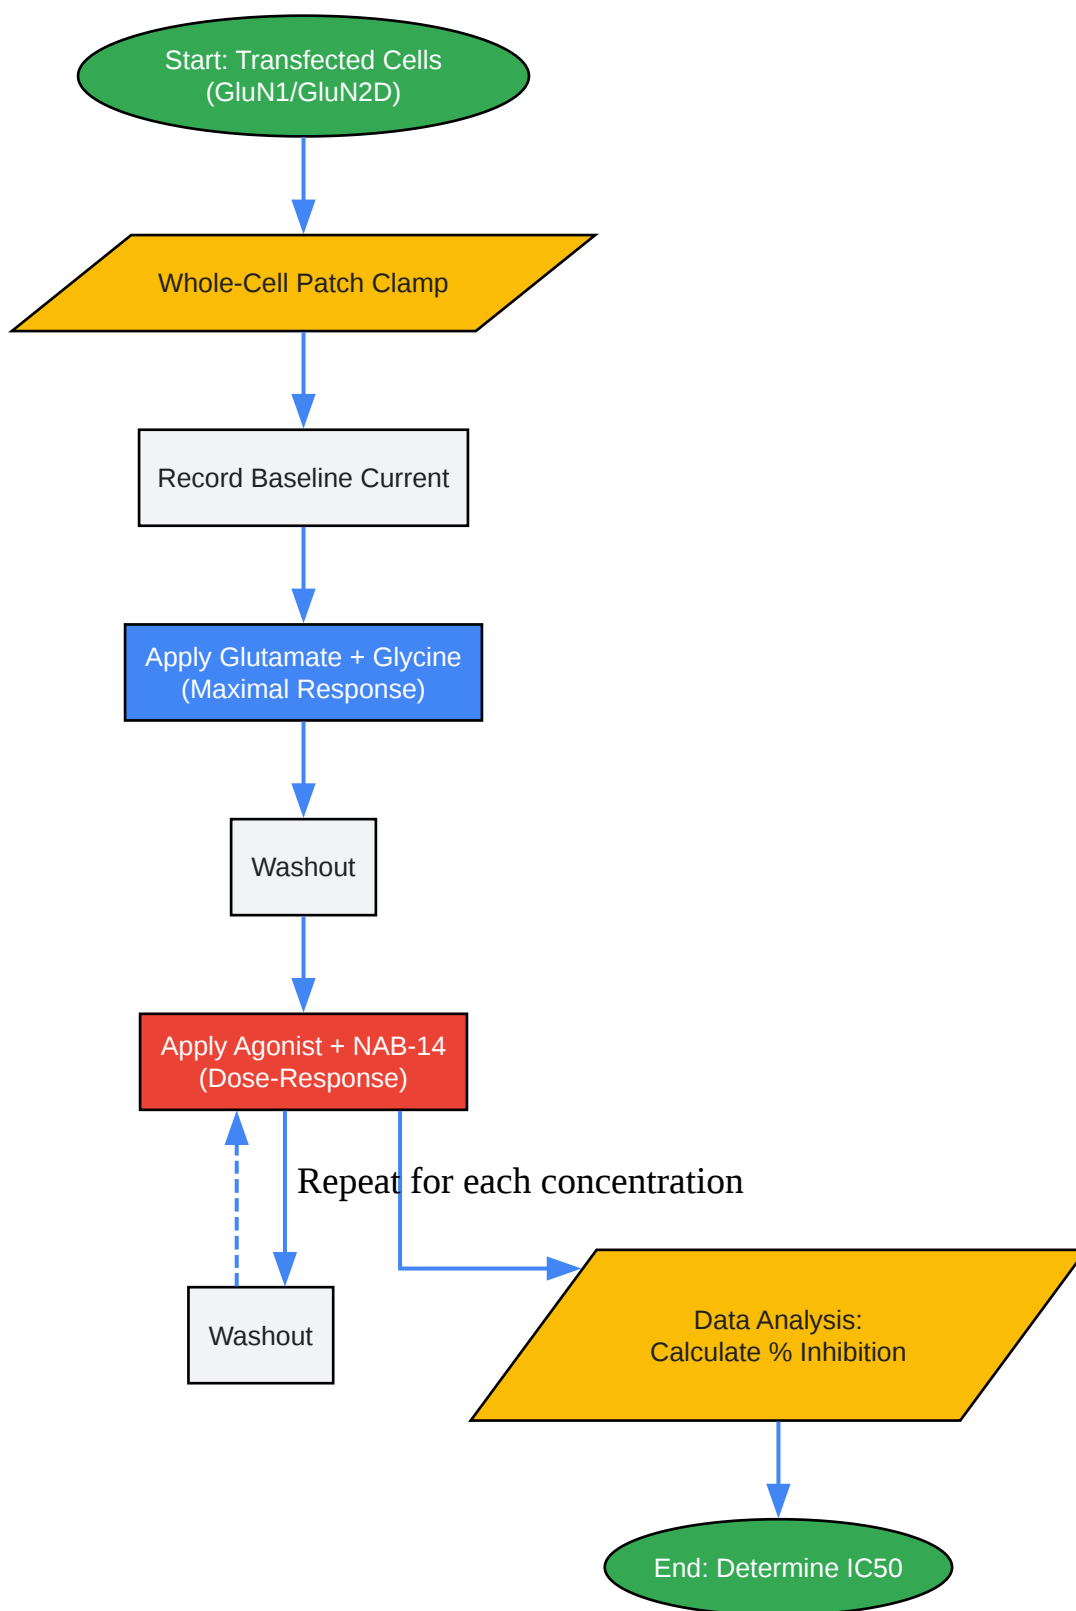 Start: Transfected Cells
(GluN1/GluN2D)
Whole-Cell Patch Clamp
Record Baseline Current
Apply Glutamate + Glycine
(Maximal Response)
Washout
Apply Agonist + NAB-14
(Dose-Response)
Repeat for each concentration
Washout
Data Analysis:
Calculate % Inhibition
End: Determine IC50